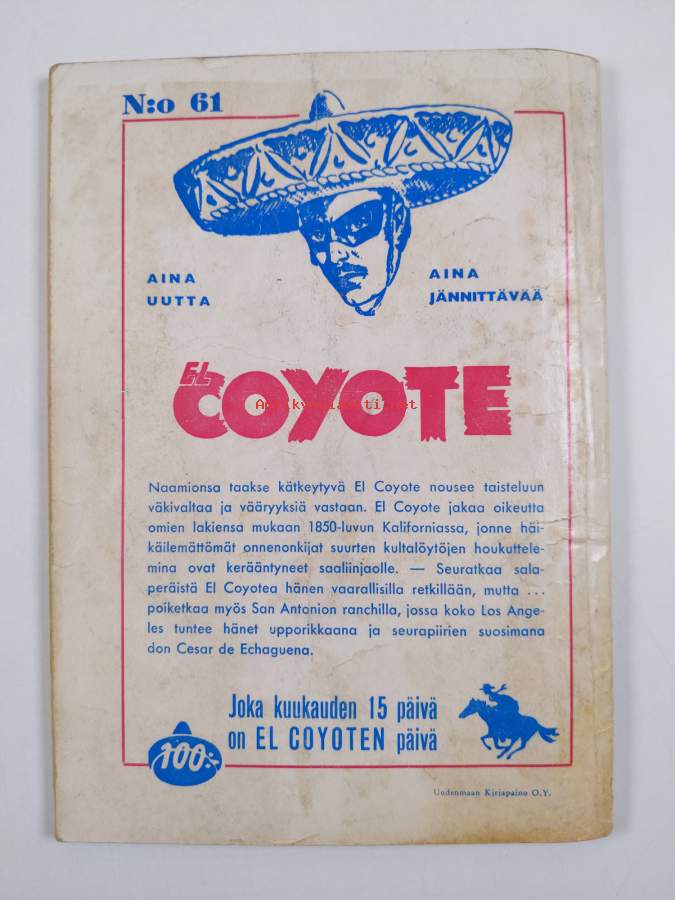 N:o 61
AINA
UUTTA
AINA
JÄNNITTÄVÄÄ
EL
COYOTE
Antikvariaatti.net
Naamionsa taakse kätkeytyvä El Coyote nousee taisteluun
väkivaltaa ja vääryyksiä vastaan. El Coyote jakaa oikeutta
omien lakiensa mukaan 1850-luvun Kaliforniassa, jonne häi-
käilemättömät onnenonkijat suurten kultalöytöjen houkuttele-
mina ovat kerääntyneet saaliinjaolle. — Seuratkaa sala-
peräistä El Coyotea hänen vaarallisilla retkillään, mutta ...
poiketkaa myös San Antonion ranchilla, jossa koko Los Ange-
les tuntee hänet upporikkaana ja seurapiirien suosimana
don Cesar de Echaguena.
Joka kuukauden 15 päivä
on EL COYOTEN päivä
100:-
Uudenmaan Kirjapaino O.Y.